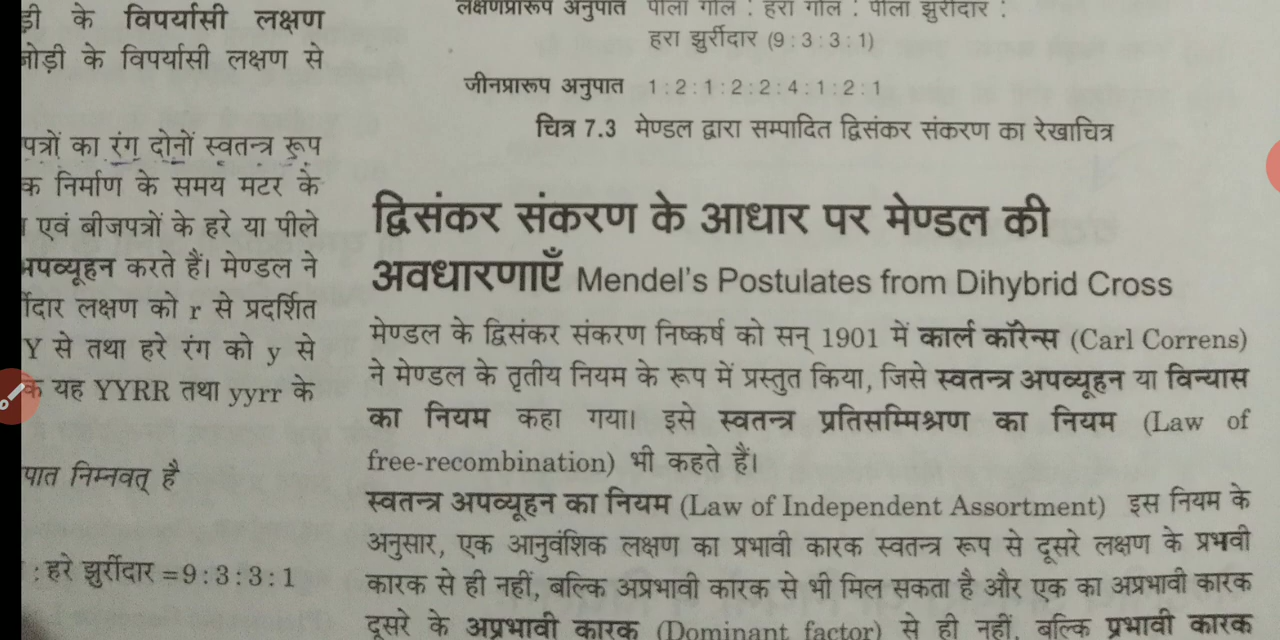 ड़ी के विपर्यासी लक्षण
जोड़ी के विपर्यासी लक्षण से
पत्रों का रंग दोनों स्वतन्त्र रूप
क निर्माण के समय मटर के
एवं बीजपत्रों के हरे या पीले
अपव्यूहन करते हैं। मेण्डल ने
र्रीदार लक्षण को r से प्रदर्शित
Y से तथा हरे रंग को y से
कि यह YYRR तथा yyrr के
पात निम्नवत् है
: हरे झुर्रीदार =9:3:3:1
लक्षणप्ररूप अनुपात पीला गोल : हरा गोल : पीला झुर्रीदार :
हरा झुर्रीदार (9:3:3:1)
जीनप्रारूप अनुपात 1:2:1:2:2:4:1:2:1
चित्र 7.3 मेण्डल द्वारा सम्पादित द्विसंकर संकरण का रेखाचित्र
द्विसंकर संकरण के आधार पर मेण्डल की
अवधारणाएँ Mendel's Postulates from Dihybrid Cross
मेण्डल के द्विसंकर संकरण निष्कर्ष को सन् 1901 में कार्ल कॉरेन्स (Carl Correns)
ने मेण्डल के तृतीय नियम के रूप में प्रस्तुत किया, जिसे स्वतन्त्र अपव्यूहन या विन्यास
का नियम कहा गया। इसे स्वतन्त्र प्रतिसम्मिश्रण का नियम (Law of
free-recombination) भी कहते हैं।
स्वतन्त्र अपव्यूहन का नियम (Law of Independent Assortment) इस नियम के
अनुसार, एक आनुवंशिक लक्षण का प्रभावी कारक स्वतन्त्र रूप से दूसरे लक्षण के प्रभवी
कारक से ही नहीं, बल्कि अप्रभावी कारक से भी मिल सकता है और एक का अप्रभावी कारक
दूसरे के अप्रभावी कारक (Dominant factor) से ही नहीं, बल्कि प्रभावी कारक